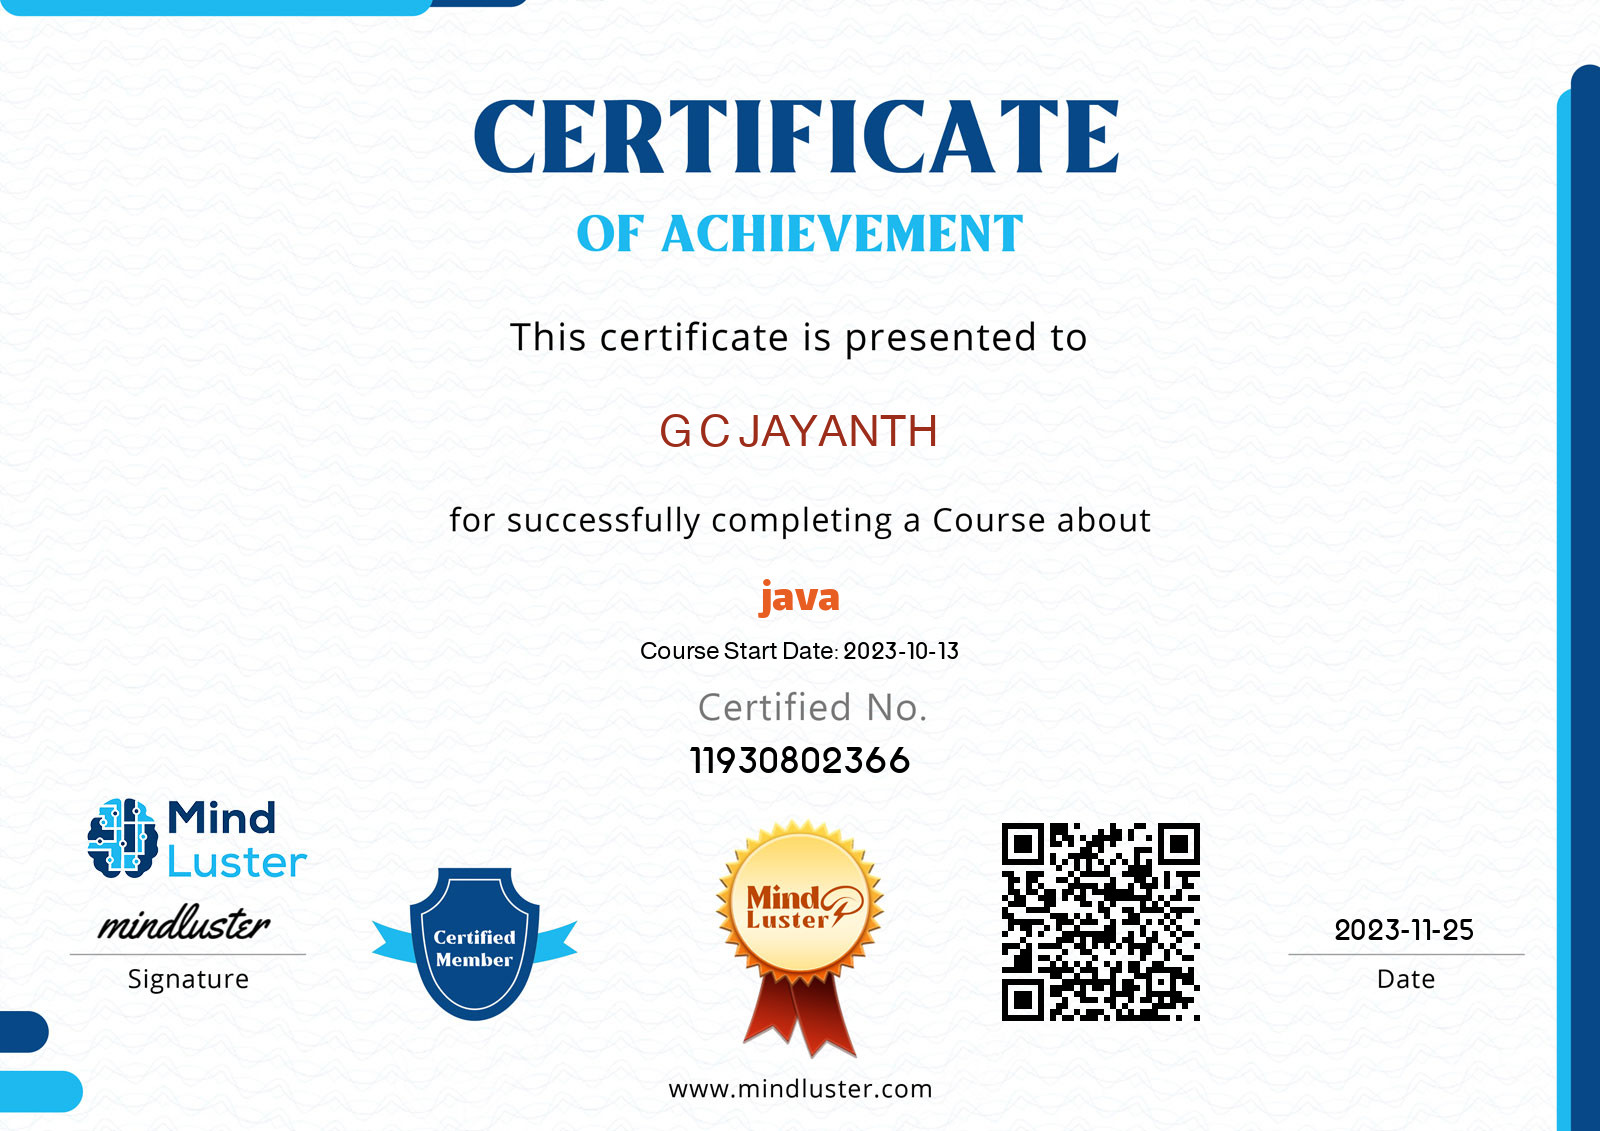 CERTIFICATE
OF ACHIEVEMENT
This certificate is presented to
G C JAYANTH
for successfully completing a Course about
java
Course Start Date: 2023-10-13
Certified No.
11930802366
Mind
Luster
mindluster
Signature
Certified
Member
Mind
Luster
2023-11-25
Date
www.mindluster.com